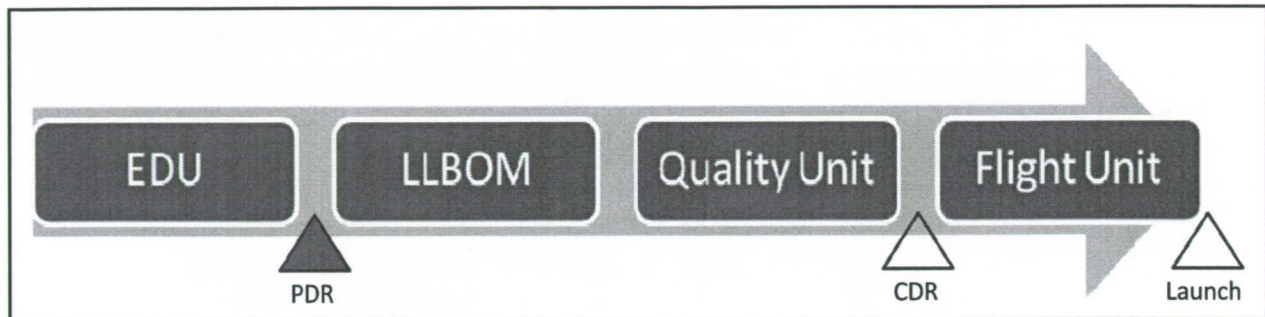 EDU
LLBOM
Quality Unit
Flight Unit
PDR
CDR
Launch